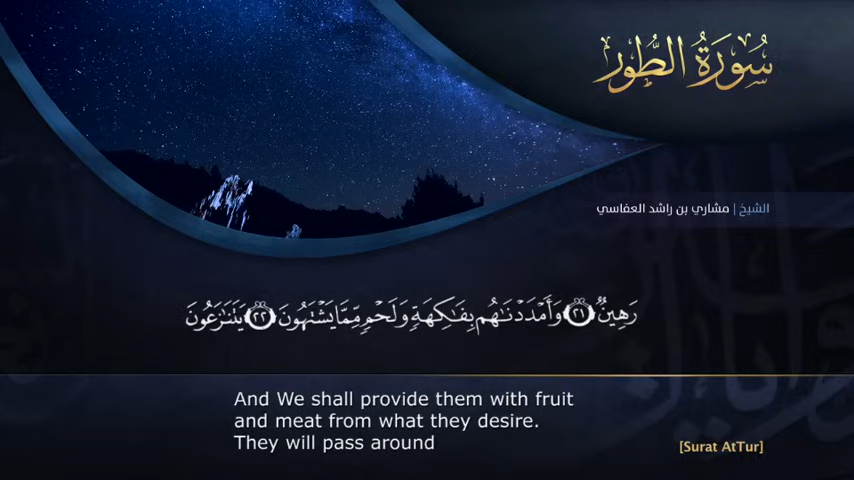 سُورَةُ الطُّورِ
الشيخ | مشاري بن راشد العفاسي
رَهِينٌ ٢١ وَأَمْدَدْنَٰهُم بِفَٰكِهَةٍ وَلَحْمٍ مِّمَّا يَشْتَهُونَ ٢٢ يَتَنَٰزَعُونَ
And We shall provide them with fruit
and meat from what they desire.
They will pass around
[Surat AtTur]